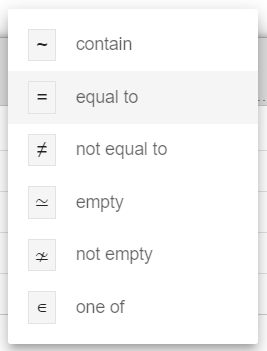 ~ contain
= equal to
≠ not equal to
≃ empty
≄ not empty
∊ one of